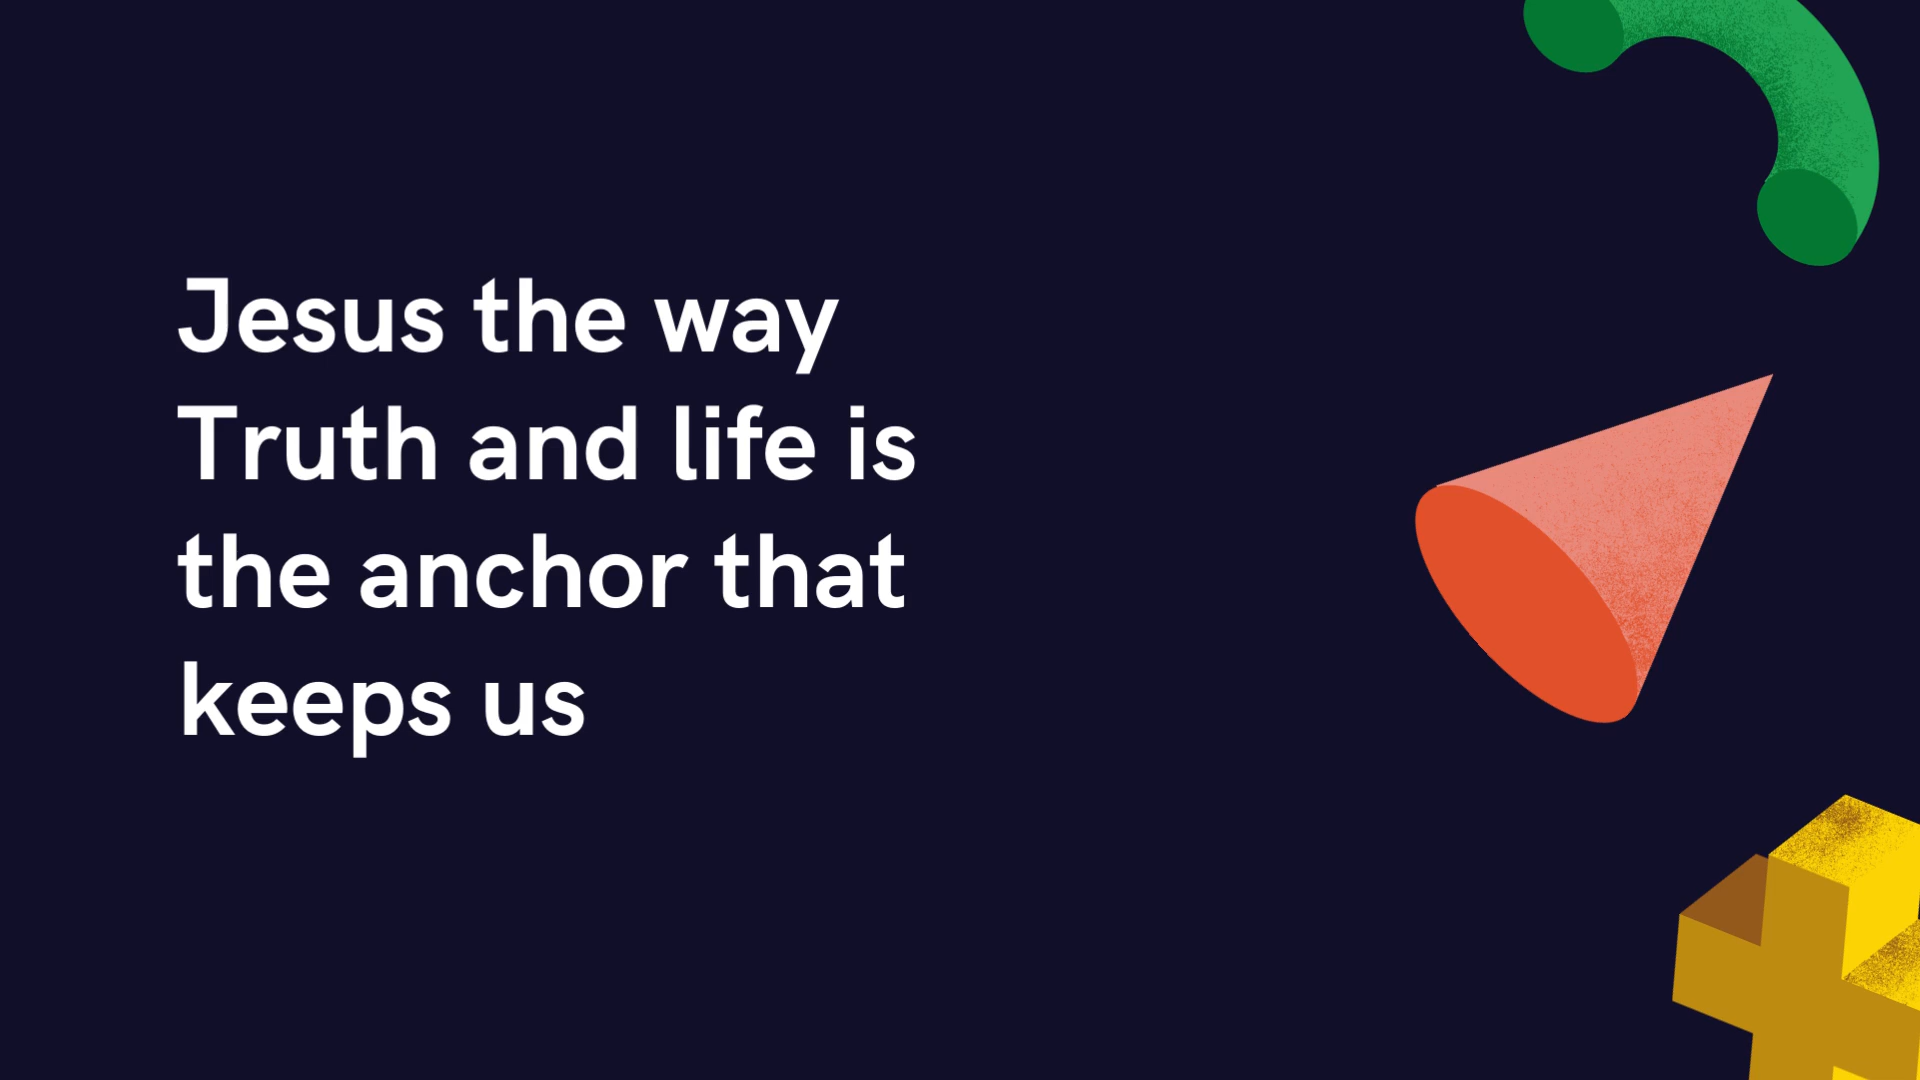 Jesus the way
Truth and life is
the anchor that
keeps us